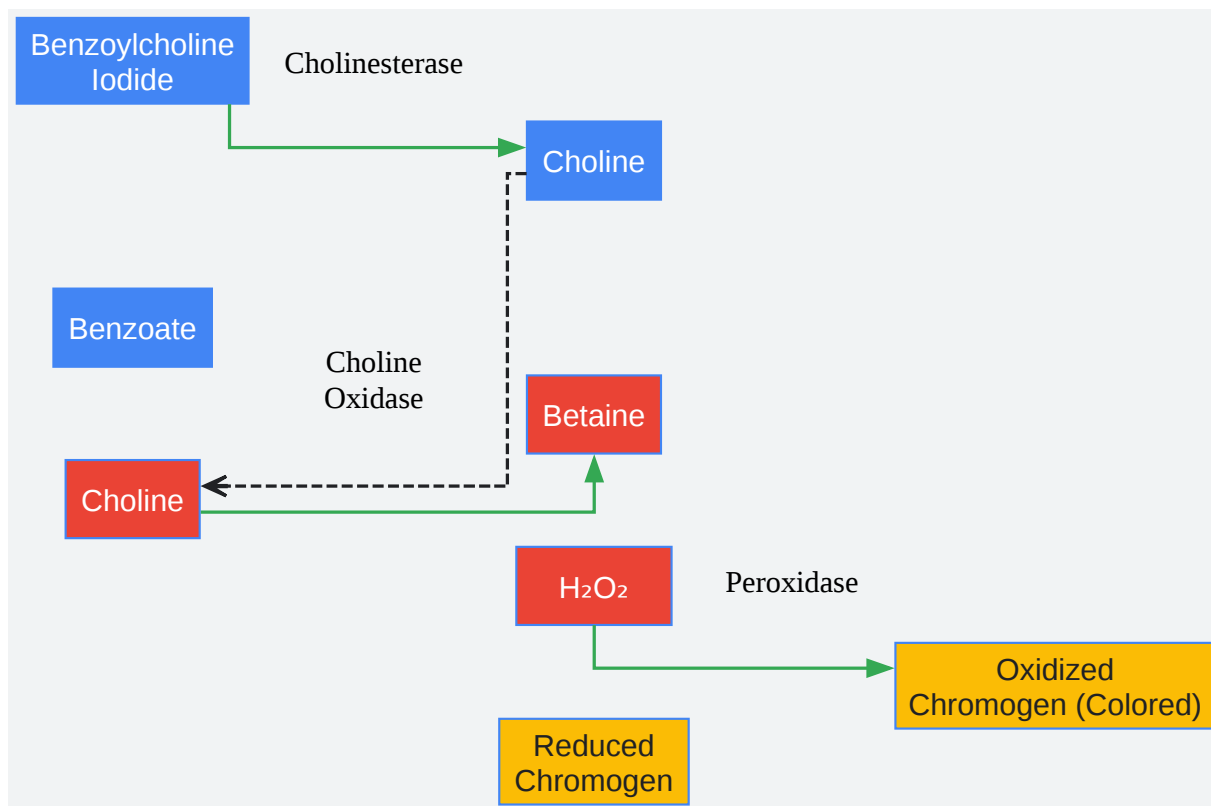 Benzoylcholine
Iodide
Cholinesterase
Choline
Benzoate
Choline
Oxidase
Betaine
Choline
H₂O₂
Peroxidase
Oxidized
Chromogen (Colored)
Reduced
Chromogen